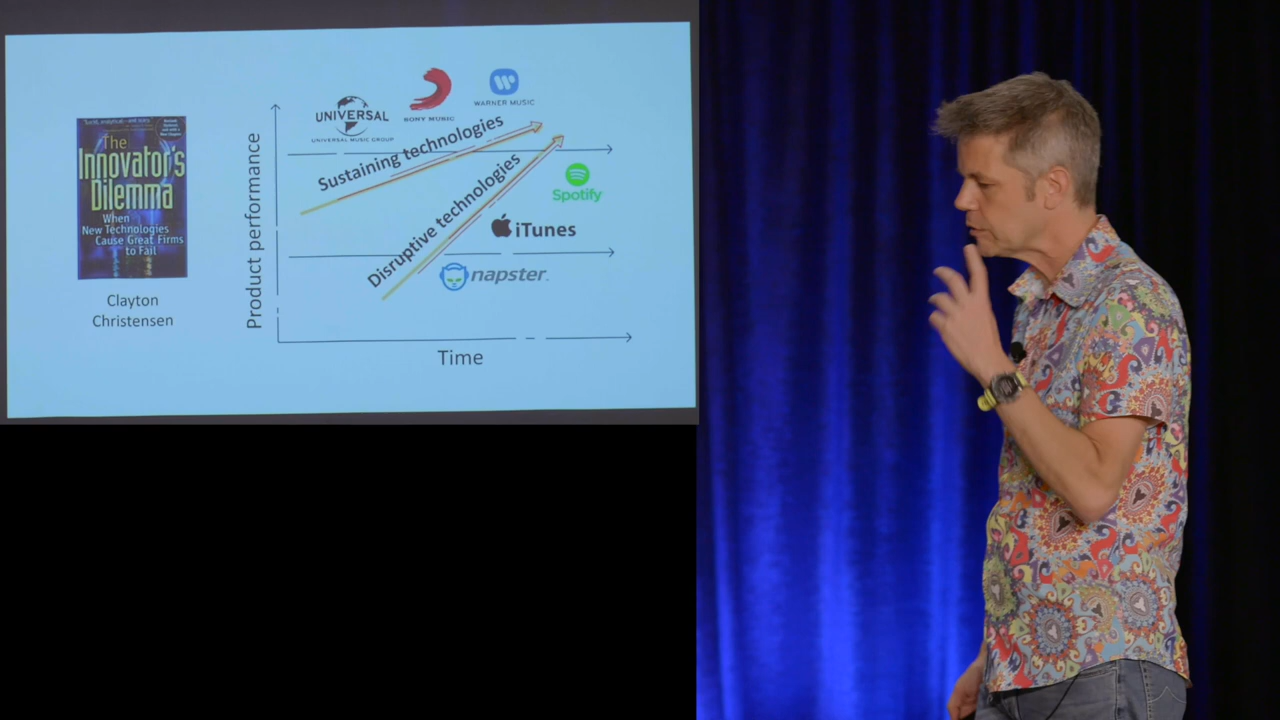 The
Innovator's
Dilemma
When
New Technologies
Cause Great Firms
to Fail
Clayton
Christensen
Product performance
Time
UNIVERSAL
UNIVERSAL MUSIC GROUP
SONY MUSIC
WARNER MUSIC
Sustaining technologies
Disruptive technologies
Spotify
iTunes
napster.